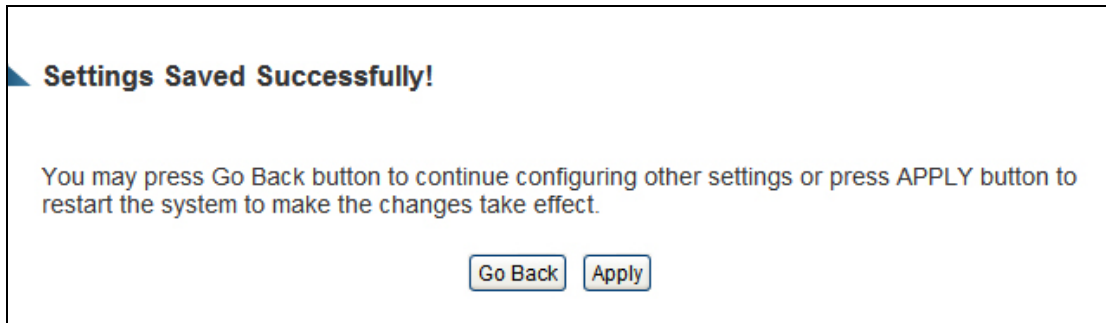 Settings Saved Successfully!
You may press Go Back button to continue configuring other settings or press APPLY button to
restart the system to make the changes take effect.
Go Back Apply